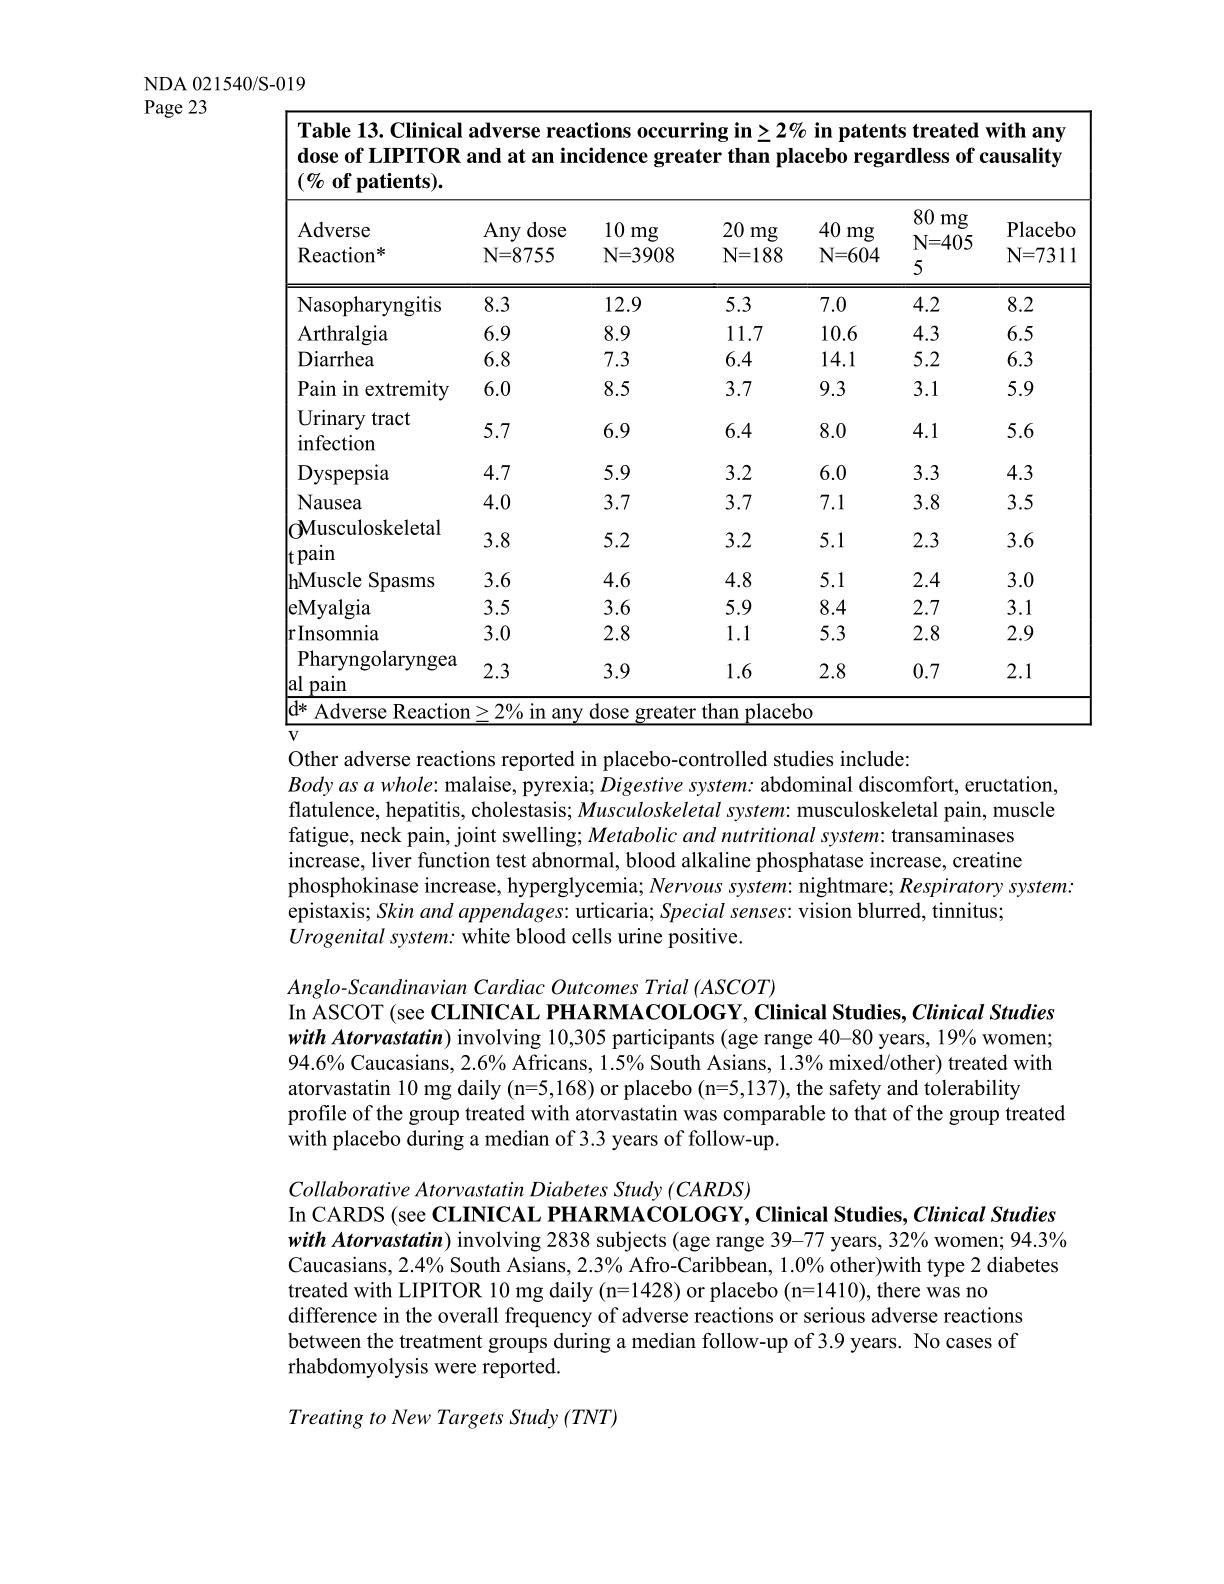 NDA 021540/S-019
Page 23
Table 13. Clinical adverse reactions occurring in ≥ 2% in patents treated with any
dose of LIPITOR and at an incidence greater than placebo regardless of causality
(% of patients).
Adverse Reaction* Any dose N=8755 10 mg N=3908 20 mg N=188 40 mg N=604 80 mg N=405 5 Placebo N=7311
Nasopharyngitis 8.3 12.9 5.3 7.0 4.2 8.2
Arthralgia 6.9 8.9 11.7 10.6 4.3 6.5
Diarrhea 6.8 7.3 6.4 14.1 5.2 6.3
Pain in extremity 6.0 8.5 3.7 9.3 3.1 5.9
Urinary tract
infection 5.7 6.9 6.4 8.0 4.1 5.6
Dyspepsia 4.7 5.9 3.2 6.0 3.3 4.3
Nausea 4.0 3.7 3.7 7.1 3.8 3.5
O Musculoskeletal
t pain 3.8 5.2 3.2 5.1 2.3 3.6
h Muscle Spasms 3.6 4.6 4.8 5.1 2.4 3.0
e Myalgia 3.5 3.6 5.9 8.4 2.7 3.1
r Insomnia 3.0 2.8 1.1 5.3 2.8 2.9
Pharyngolaryngea
al pain 2.3 3.9 1.6 2.8 0.7 2.1
d * Adverse Reaction ≥ 2% in any dose greater than placebo
v
Other adverse reactions reported in placebo-controlled studies include:
Body as a whole: malaise, pyrexia; Digestive system: abdominal discomfort, eructation,
flatulence, hepatitis, cholestasis; Musculoskeletal system: musculoskeletal pain, muscle
fatigue, neck pain, joint swelling; Metabolic and nutritional system: transaminases
increase, liver function test abnormal, blood alkaline phosphatase increase, creatine
phosphokinase increase, hyperglycemia; Nervous system: nightmare; Respiratory system:
epistaxis; Skin and appendages: urticaria; Special senses: vision blurred, tinnitus;
Urogenital system: white blood cells urine positive.
Anglo-Scandinavian Cardiac Outcomes Trial (ASCOT)
In ASCOT (see CLINICAL PHARMACOLOGY, Clinical Studies, Clinical Studies
with Atorvastatin) involving 10,305 participants (age range 40–80 years, 19% women;
94.6% Caucasians, 2.6% Africans, 1.5% South Asians, 1.3% mixed/other) treated with
atorvastatin 10 mg daily (n=5,168) or placebo (n=5,137), the safety and tolerability
profile of the group treated with atorvastatin was comparable to that of the group treated
with placebo during a median of 3.3 years of follow-up.
Collaborative Atorvastatin Diabetes Study (CARDS)
In CARDS (see CLINICAL PHARMACOLOGY, Clinical Studies, Clinical Studies
with Atorvastatin) involving 2838 subjects (age range 39–77 years, 32% women; 94.3%
Caucasians, 2.4% South Asians, 2.3% Afro-Caribbean, 1.0% other)with type 2 diabetes
treated with LIPITOR 10 mg daily (n=1428) or placebo (n=1410), there was no
difference in the overall frequency of adverse reactions or serious adverse reactions
between the treatment groups during a median follow-up of 3.9 years. No cases of
rhabdomyolysis were reported.
Treating to New Targets Study (TNT)